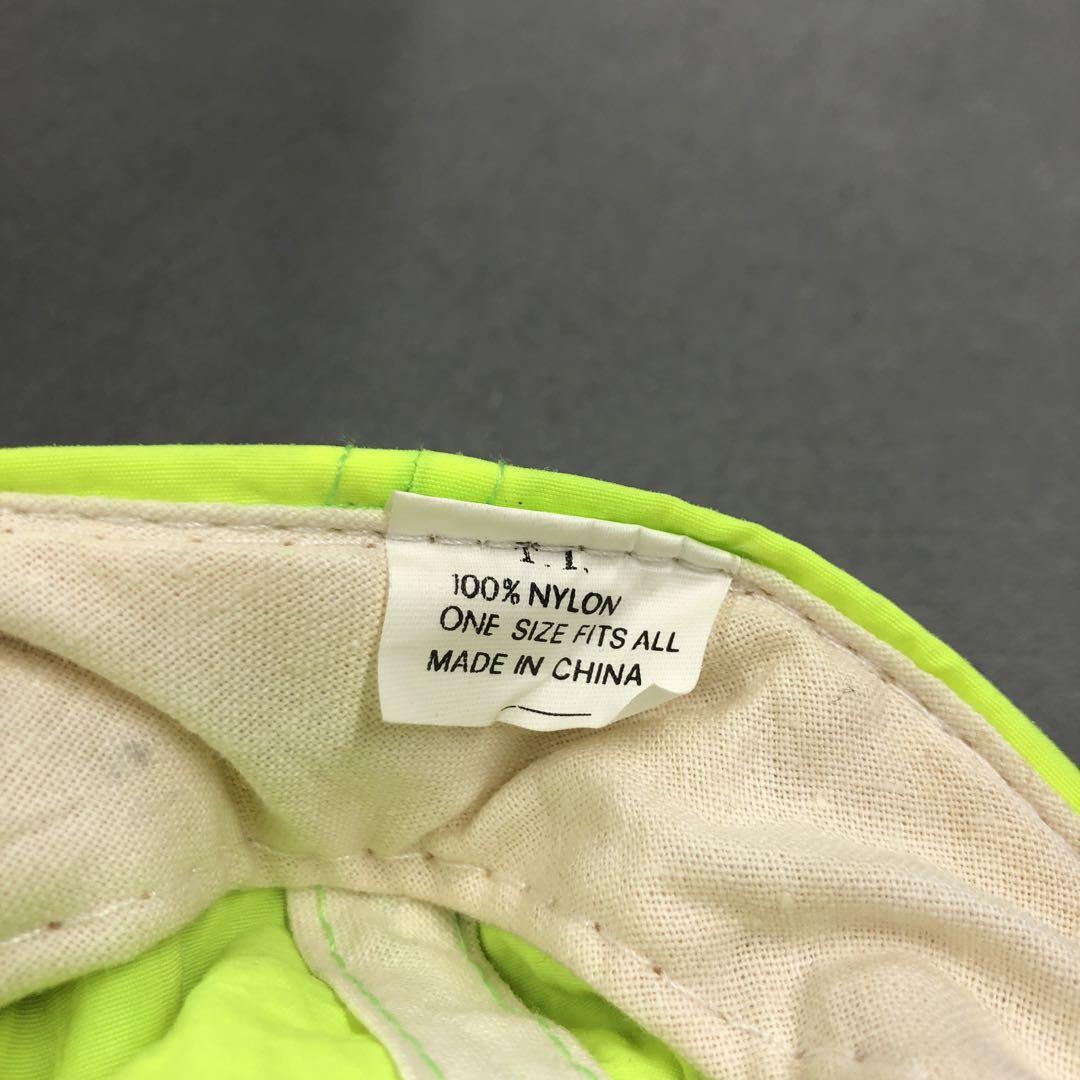 100% NYLON
ONE SIZE FITS ALL
MADE IN CHINA